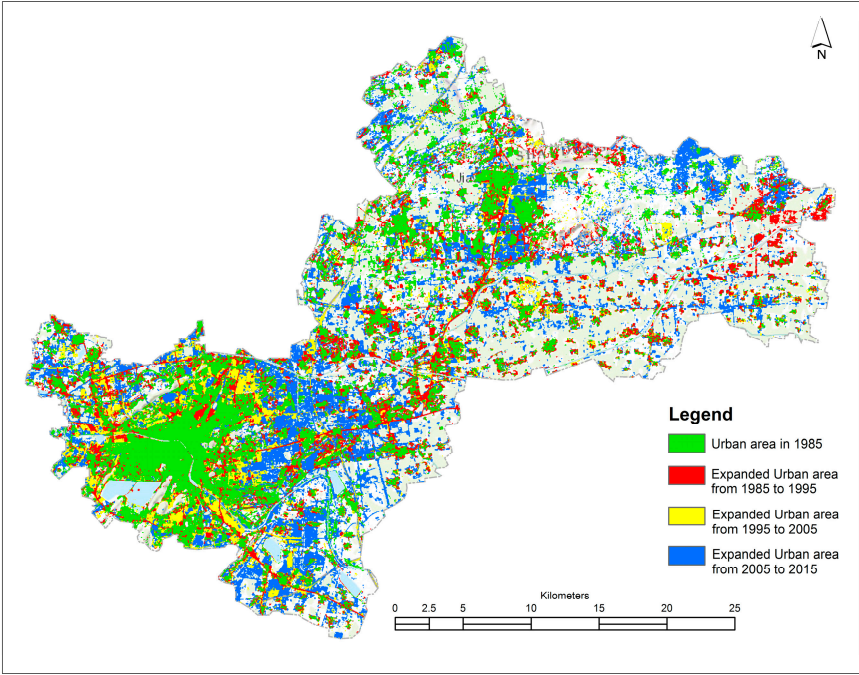 N
Jia
Legend
Urban area in 1985
Expanded Urban area
from 1985 to 1995
Expanded Urban area
from 1995 to 2005
Expanded Urban area
from 2005 to 2015
Kilometers
0 2.5 5 10 15 20 25